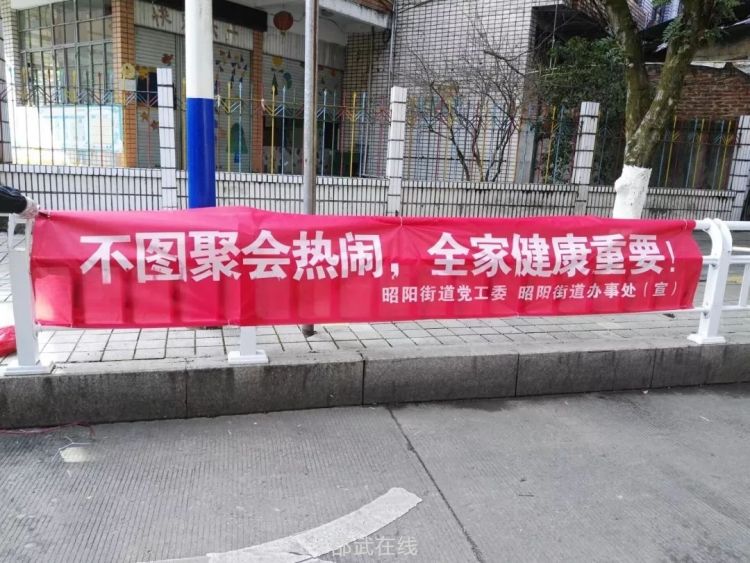 不图聚会热闹，全家健康重要！
昭阳街道党工委 昭阳街道办事处（宣）
邵武在线